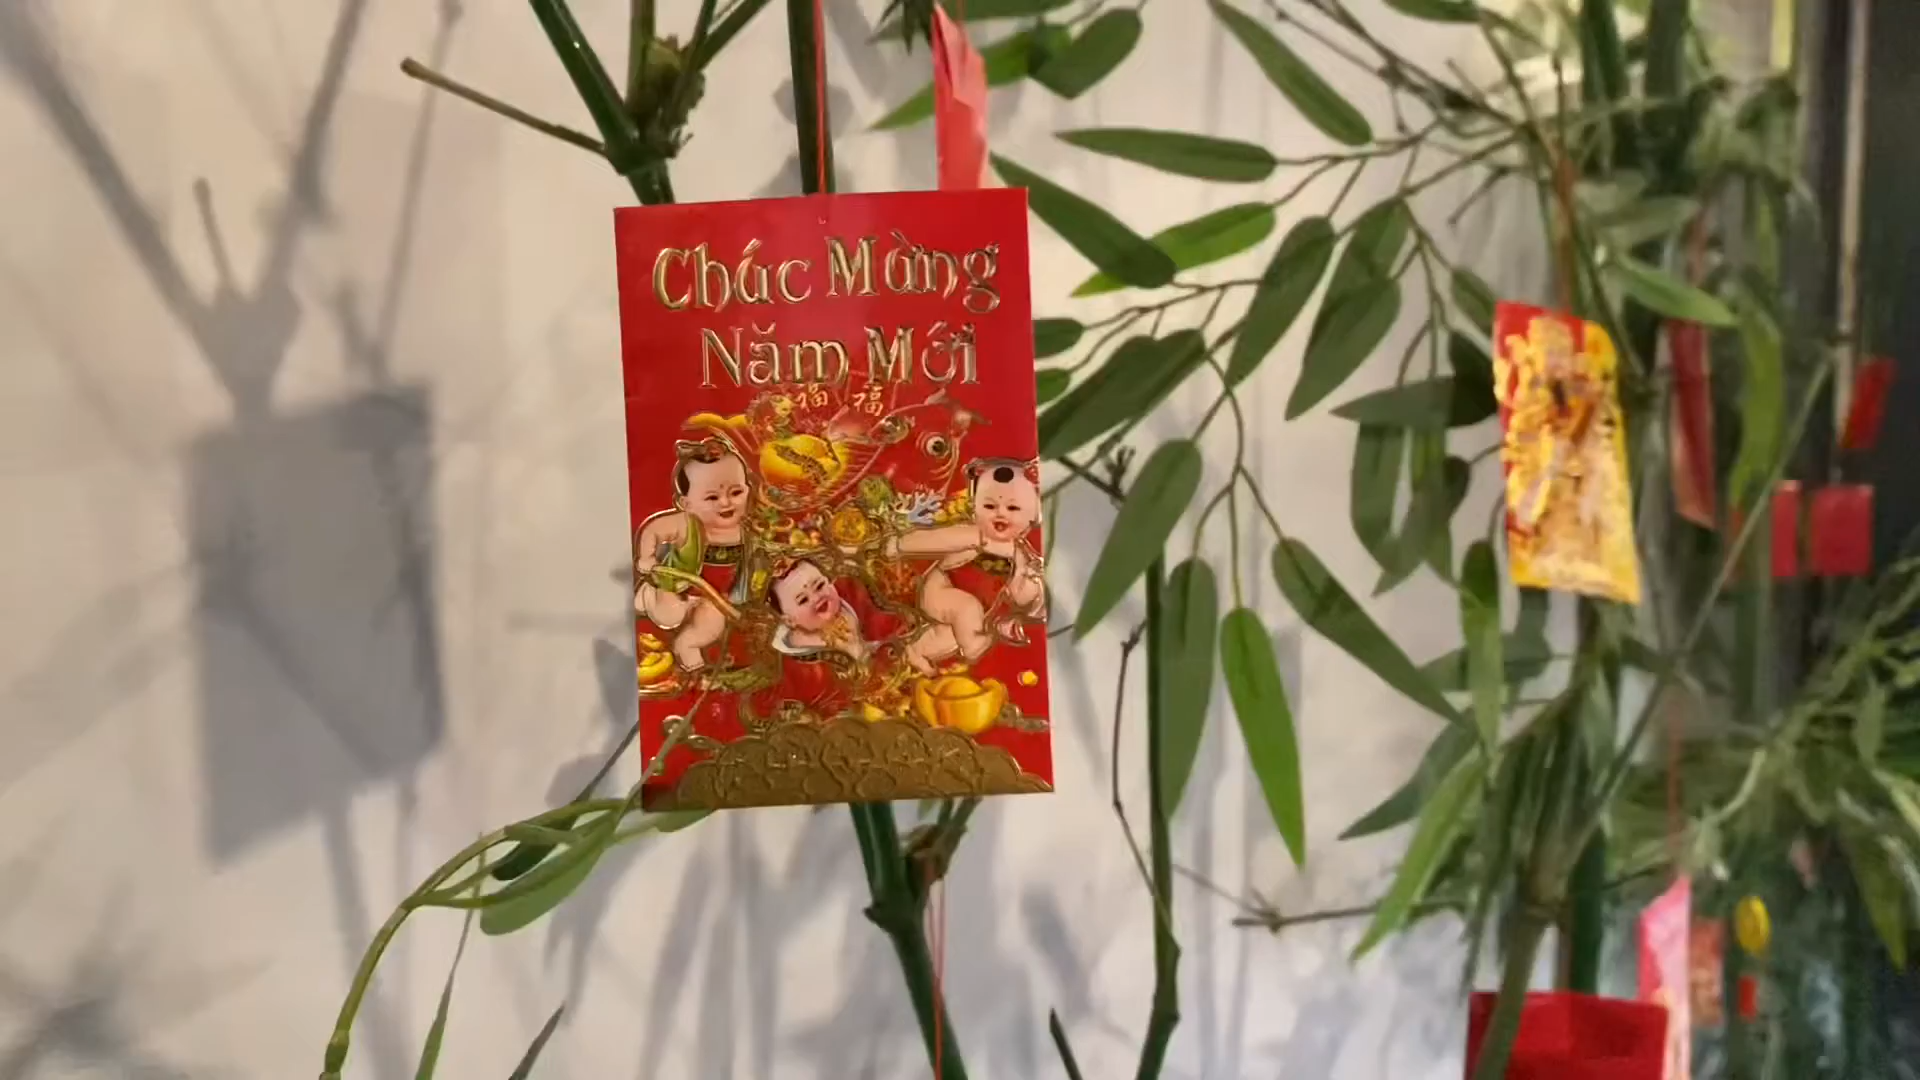 Chúc Mừng
Năm Mới
福 福